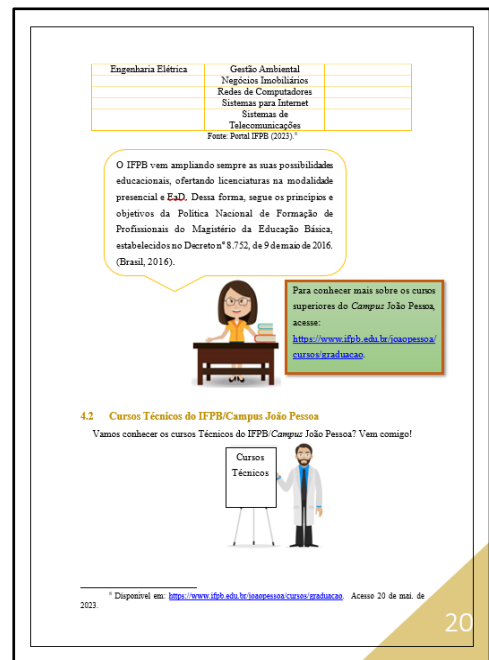 Engenharia Elétrica Gestão Ambiental
Negócios Imobiliários
Redes de Computadores
Sistemas para Internet
Sistemas de
Telecomunicações
Fonte: Portal IFPB (2023).⁸
O IFPB vem ampliando sempre as suas possibilidades
educacionais, ofertando licenciaturas na modalidade
presencial e EaD. Dessa forma, segue os princípios e
objetivos da Política Nacional de Formação de
Profissionais do Magistério da Educação Básica,
estabelecidos no Decreto nº 8.752, de 9 de maio de 2016.
(Brasil, 2016).
Para conhecer mais sobre os cursos
superiores do Campus João Pessoa,
acesse:
https://www.ifpb.edu.br/joaopessoa/
cursos/graduacao.
4.2 Cursos Técnicos do IFPB/Campus João Pessoa
Vamos conhecer os cursos Técnicos do IFPB/Campus João Pessoa? Vem comigo!
Cursos
Técnicos
Disponível em: https://www.ifpb.edu.br/joaopessoa/cursos/graduacao. Acesso 20 de mai. de
2023.
20